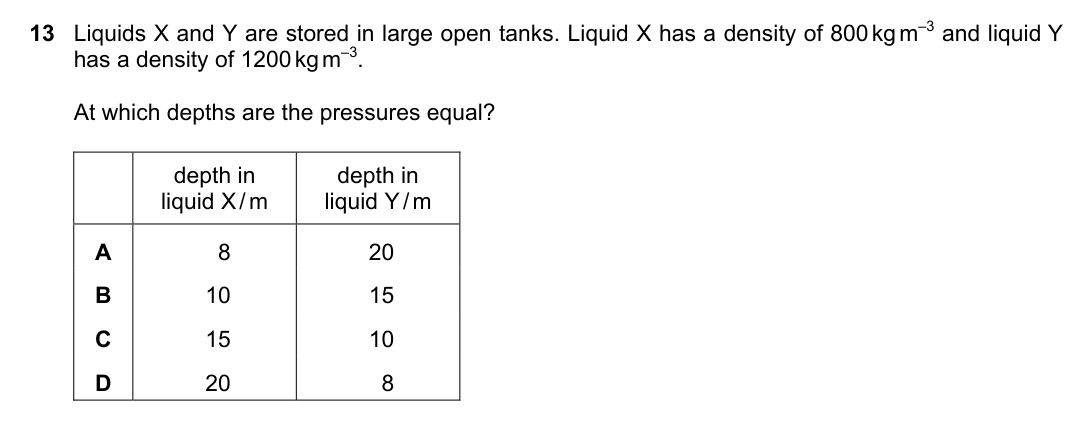 13 Liquids X and Y are stored in large open tanks. Liquid X has a density of 800 kg m⁻³ and liquid Y
has a density of 1200 kg m⁻³.
At which depths are the pressures equal?
depth in liquid X / m	depth in liquid Y / m
A 8 20
B 10 15
C 15 10
D 20 8